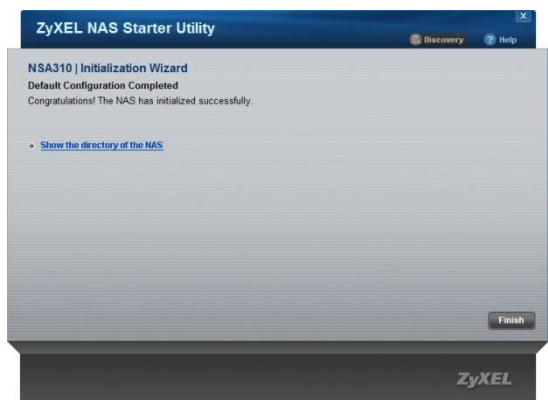 ZyXEL NAS Starter Utility
X
Discovery
? Help
NSA310 | Initialization Wizard
Default Configuration Completed
Congratulations! The NAS has initialized successfully.
Show the directory of the NAS
Finish
ZyXEL